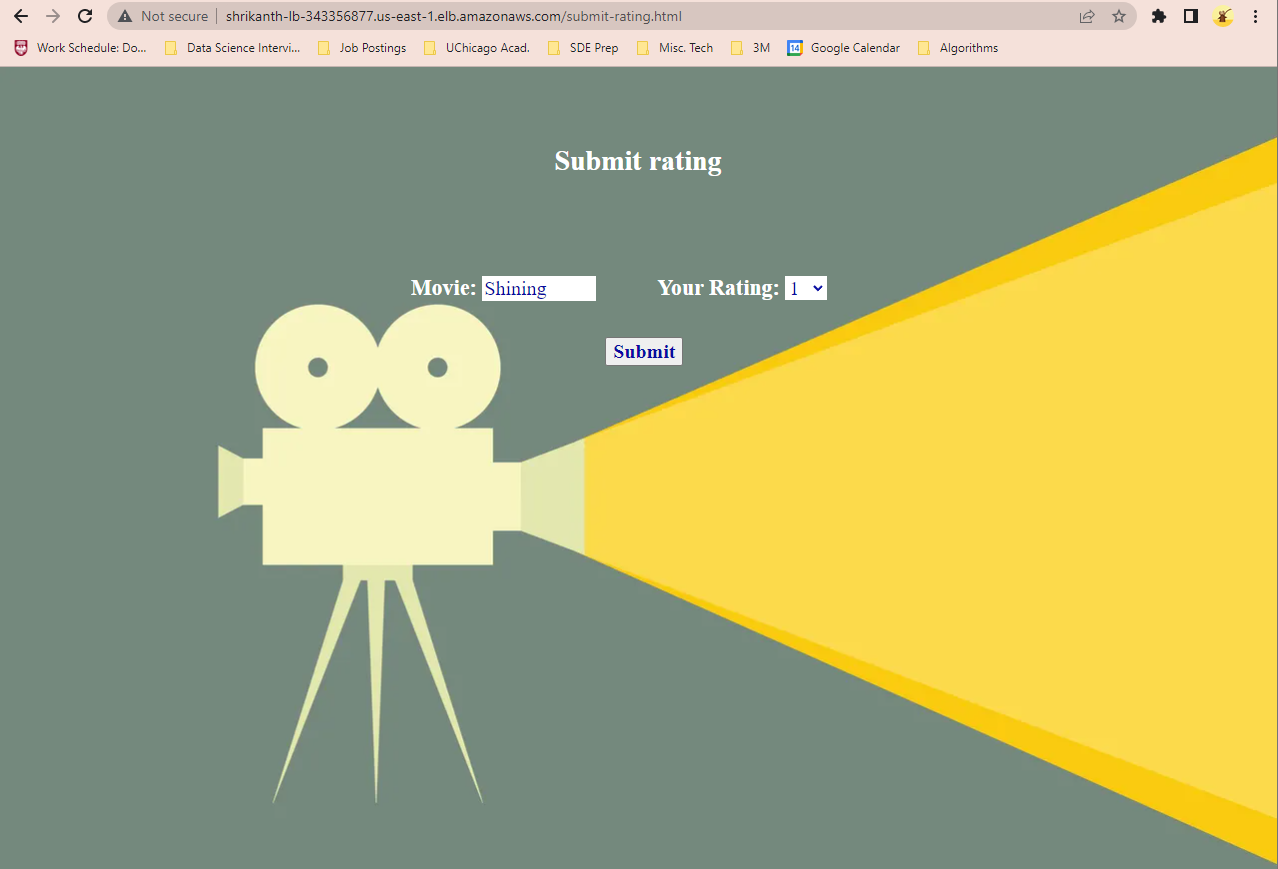 Not secure shrikanth-lb-343356877.us-east-1.elb.amazonaws.com/submit-rating.html
Work Schedule: Do... Data Science Intervi... Job Postings UChicago Acad. SDE Prep Misc. Tech 3M 14 Google Calendar Algorithms
Submit rating
Movie: Shining Your Rating: 1
Submit